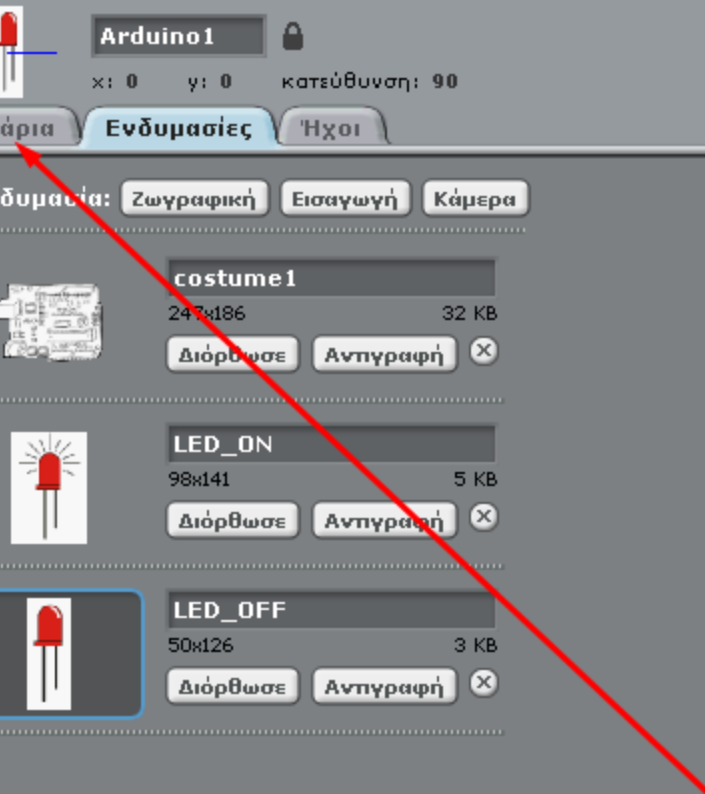 Arduino1
x: 0 y: 0 κατεύθυνση: 90
άρια Ενδυμασίες Ήχοι
δυμασία: Ζωγραφική Εισαγωγή Κάμερα
costume1
247x186 32 KB
Διόρθωσε Αντιγραφή
LED_ON
98x141 5 KB
Διόρθωσε Αντιγραφή
LED_OFF
50x126 3 KB
Διόρθωσε Αντιγραφή